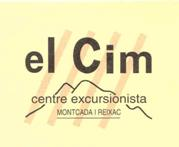 el Cim
centre excursionista
MONTCADA I REIXAC